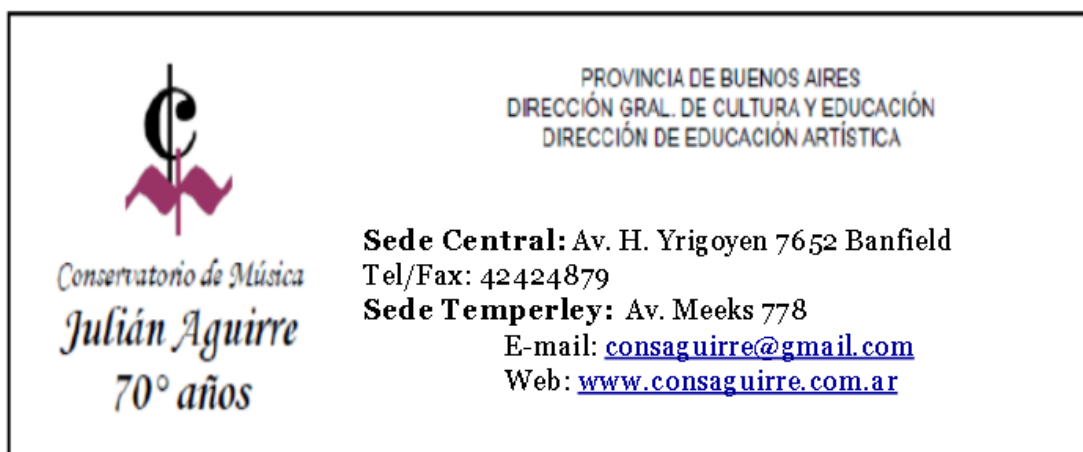 PROVINCIA DE BUENOS AIRES
DIRECCIÓN GRAL. DE CULTURA Y EDUCACIÓN
DIRECCIÓN DE EDUCACIÓN ARTÍSTICA
Conservatorio de Música
Julián Aguirre
70° años
Sede Central: Av. H. Yrigoyen 7652 Banfield
Tel/Fax: 42424879
Sede Temperley: Av. Meeks 778
E-mail: consaguirre@gmail.com
Web: www.consaguirre.com.ar